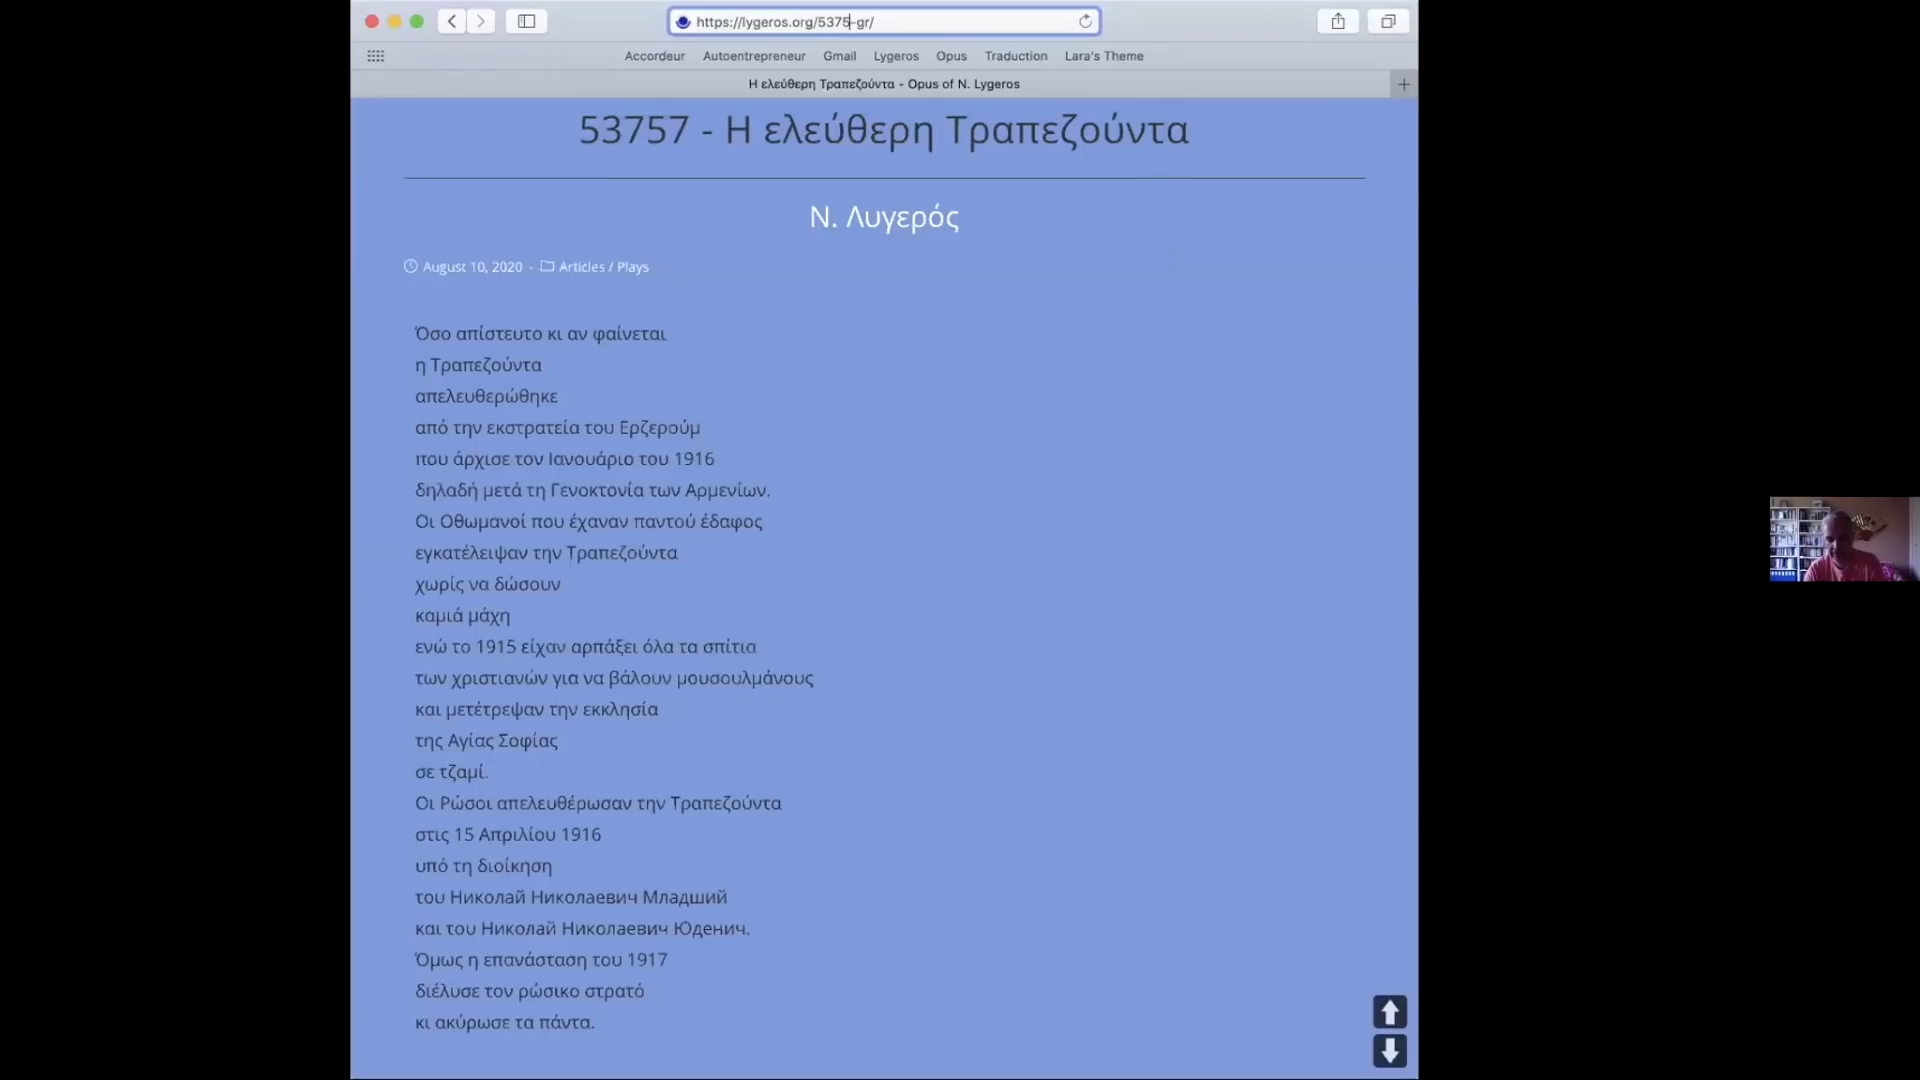 https://lygeros.org/5375-gr/
Accordeur Autoentrepreneur Gmail Lygeros Opus Traduction Lara's Theme
Η ελεύθερη Τραπεζούντα - Opus of N. Lygeros
53757 - Η ελεύθερη Τραπεζούντα
Ν. Λυγερός
August 10, 2020 - Articles / Plays
Όσο απίστευτο κι αν φαίνεται
η Τραπεζούντα
απελευθερώθηκε
από την εκστρατεία του Ερζερούμ
που άρχισε τον Ιανουάριο του 1916
δηλαδή μετά τη Γενοκτονία των Αρμενίων.
Οι Οθωμανοί που έχαναν παντού έδαφος
εγκατέλειψαν την Τραπεζούντα
χωρίς να δώσουν
καμιά μάχη
ενώ το 1915 είχαν αρπάξει όλα τα σπίτια
των χριστιανών για να βάλουν μουσουλμάνους
και μετέτρεψαν την εκκλησία
της Αγίας Σοφίας
σε τζαμί.
Οι Ρώσοι απελευθέρωσαν την Τραπεζούντα
στις 15 Απριλίου 1916
υπό τη διοίκηση
του Николай Николаевич Младший
και του Николай Николаевич Юденич.
Όμως η επανάσταση του 1917
διέλυσε τον ρώσικο στρατό
κι ακύρωσε τα πάντα.